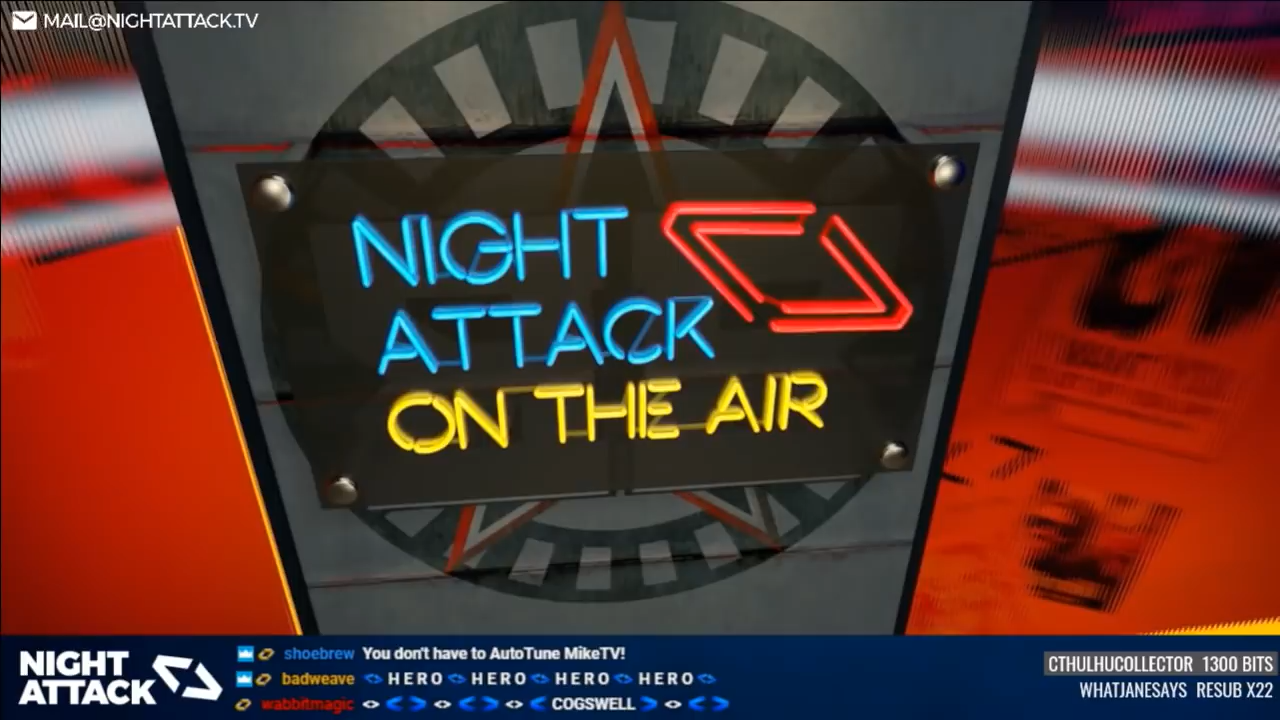 MAIL@NIGHTATTACK.TV
NIGHT
ATTACK
ON THE AIR
NIGHT
ATTACK
shoebrew You don't have to AutoTune MikeTV!
badweave HERO HERO HERO HERO
wabbitmagic <> < > <> < > <> < COGSWELL > <> < >
CTHULHUCOLLECTOR 1300 BITS
WHATJANESAYS RESUB X22